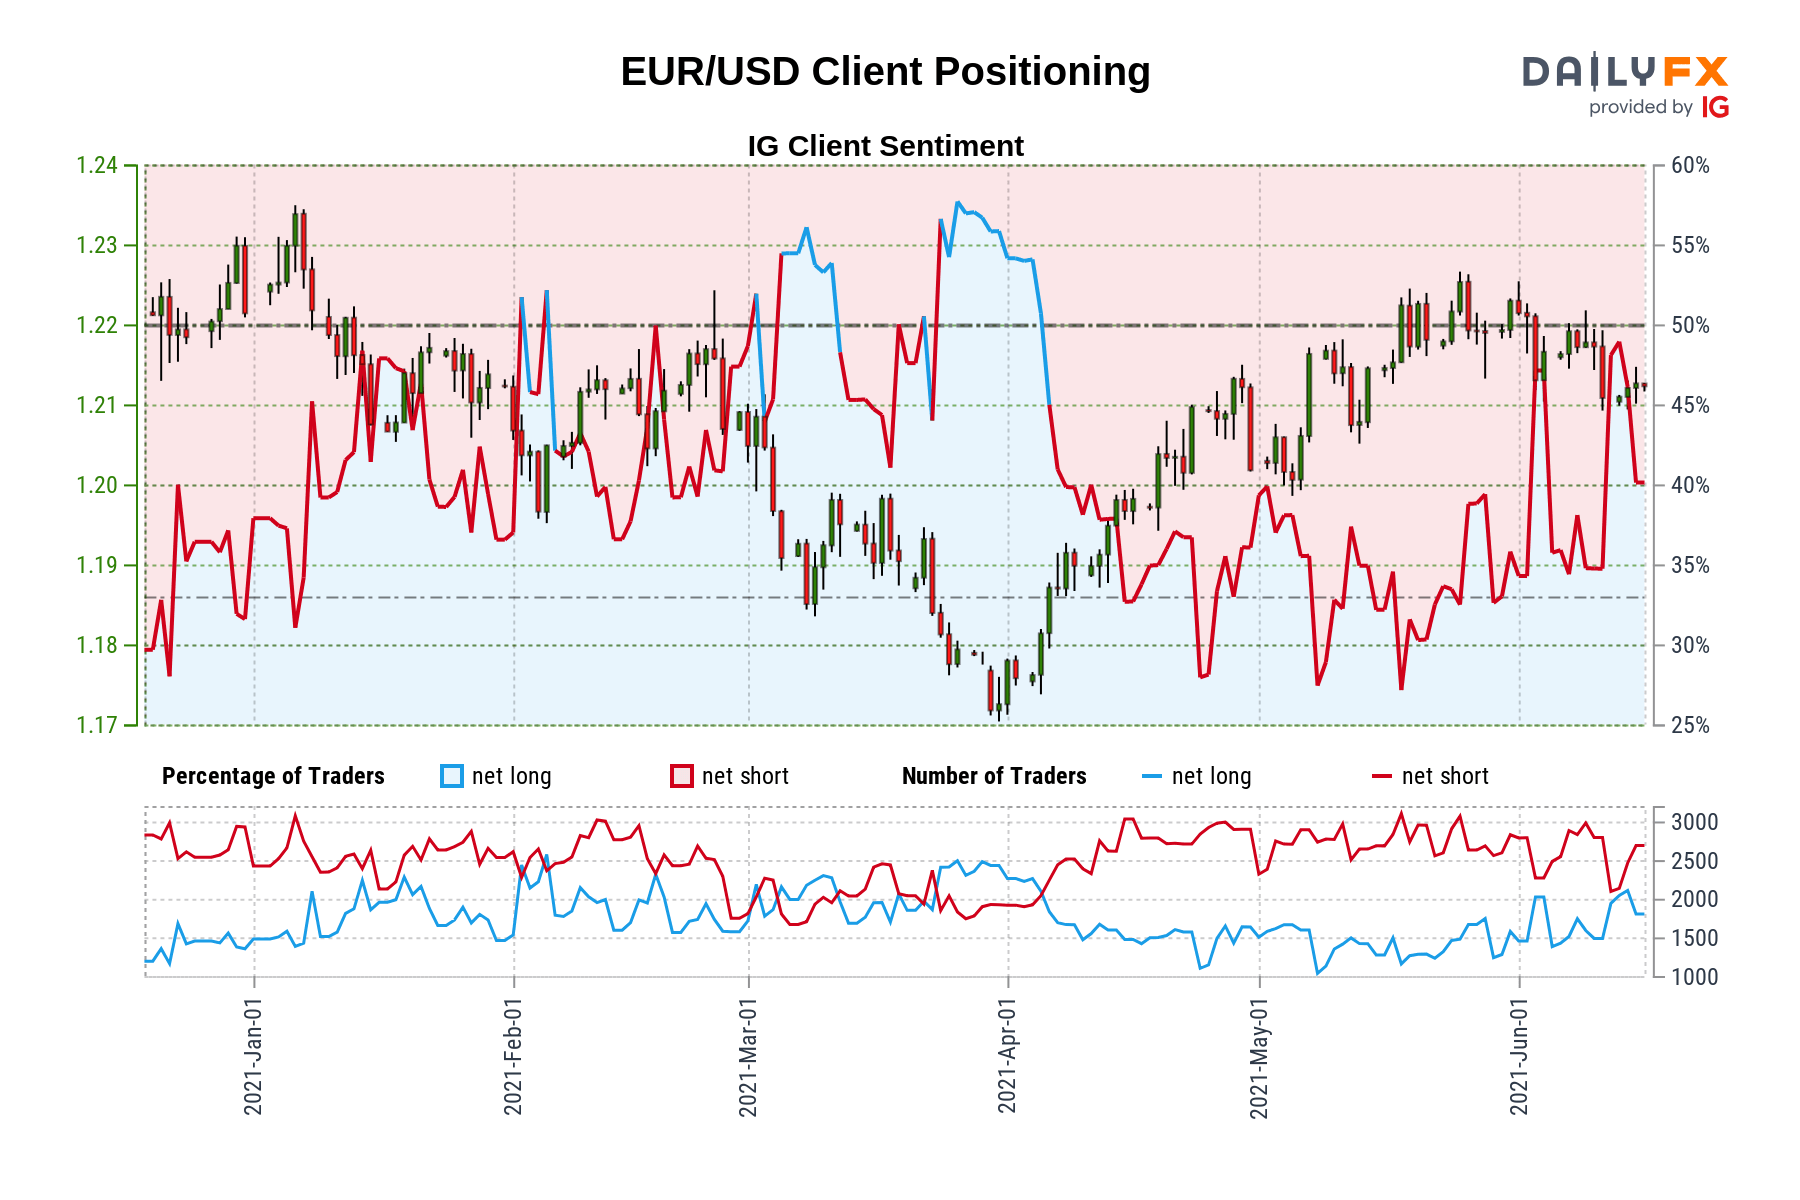 EUR/USD Client Positioning
DAILYFX
provided by IG
IG Client Sentiment
1.24
1.23
1.22
1.21
1.20
1.19
1.18
1.17
60%
55%
50%
45%
40%
35%
30%
25%
Percentage of Traders net long net short Number of Traders net long net short
3000
2500
2000
1500
1000
2021-Jan-01
2021-Feb-01
2021-Mar-01
2021-Apr-01
2021-May-01
2021-Jun-01